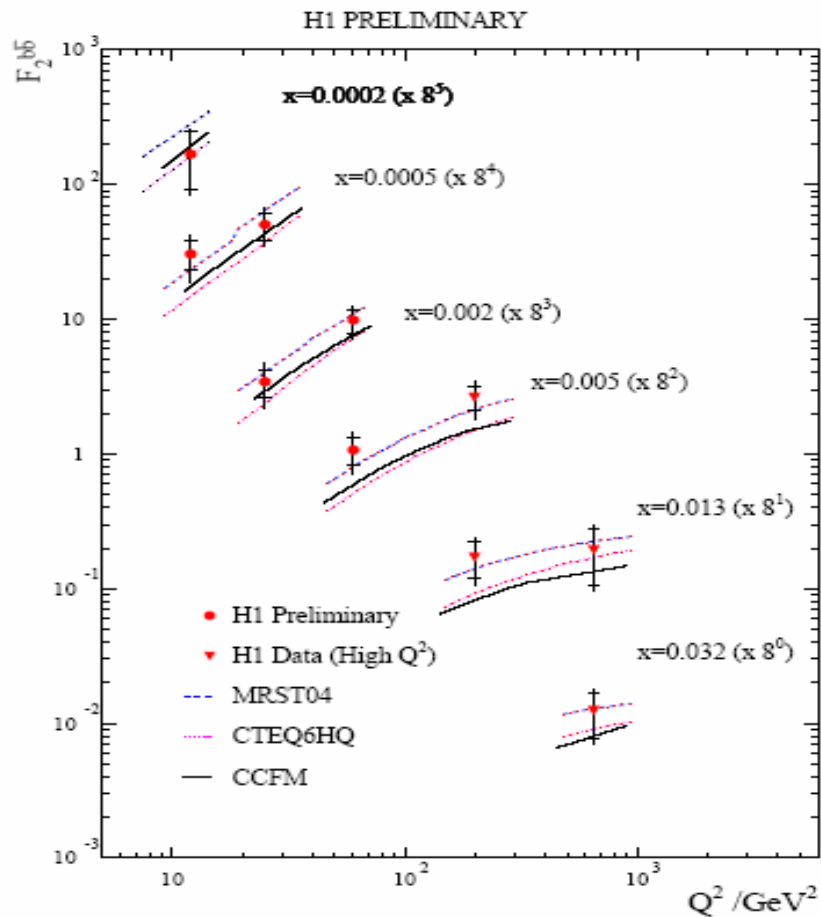 H1 PRELIMINARY
F₂^bb̄
10³
x=0.0002 (x 8⁵)
10²
x=0.0005 (x 8⁴)
10
x=0.002 (x 8³)
x=0.005 (x 8²)
1
x=0.013 (x 8¹)
10⁻¹
H1 Preliminary
H1 Data (High Q²)
x=0.032 (x 8⁰)
MRST04
10⁻²
CTEQ6HQ
CCFM
10⁻³
10 10² 10³
Q² /GeV²